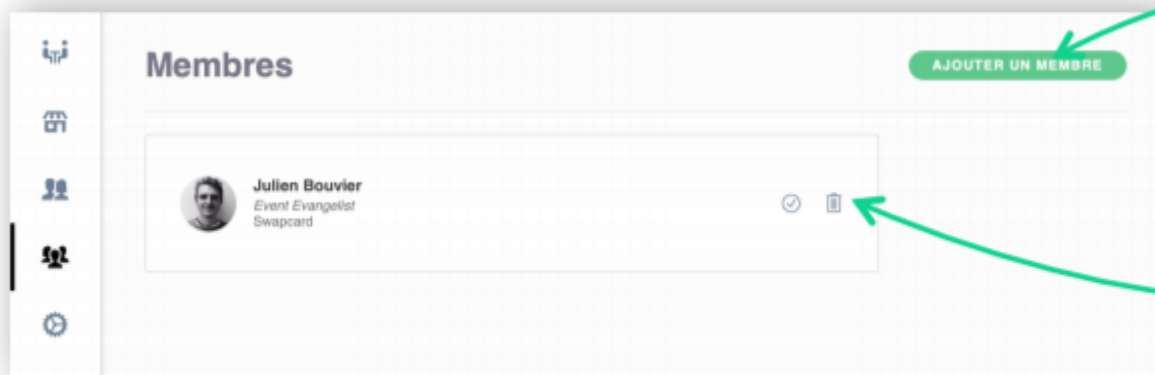 Membres
AJOUTER UN MEMBRE
Julien Bouvier
Event Evangelist
Swapcard